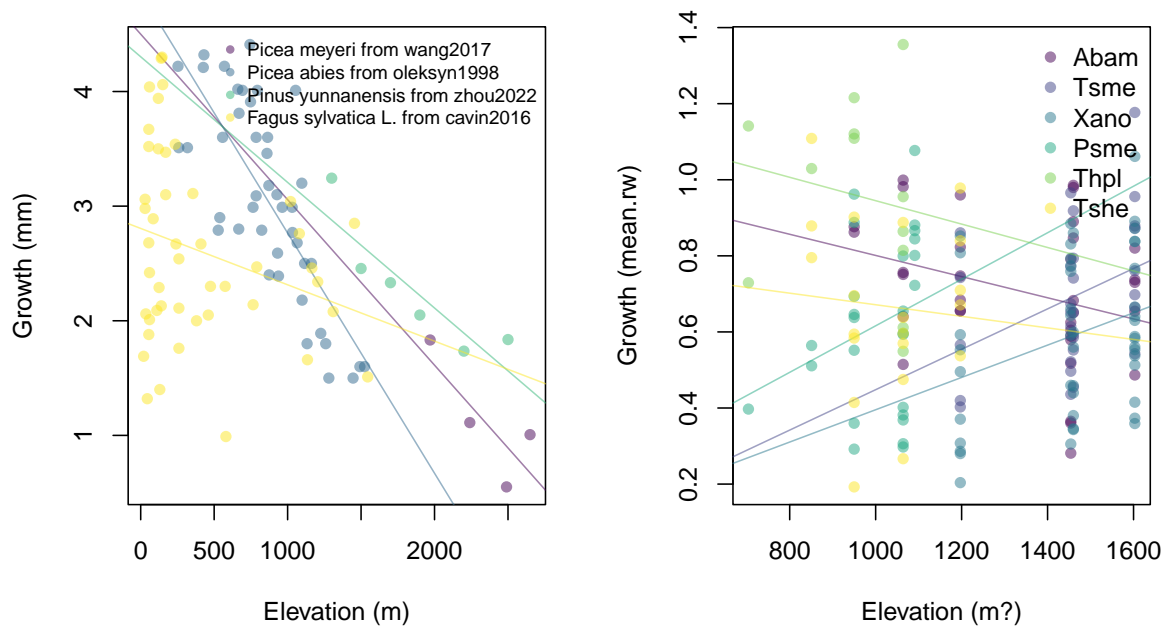 Growth (mm)
4
3
2
1
Picea meyeri from wang2017
Picea abies from oleksyn1998
Pinus yunnanensis from zhou2022
Fagus sylvatica L. from cavin2016
0 500 1000 2000
Elevation (m)
Growth (mean.rw)
1.4
1.2
1.0
0.8
0.6
0.4
0.2
Abam
Tsme
Xano
Psme
Thpl
Tshe
800 1000 1200 1400 1600
Elevation (m?)